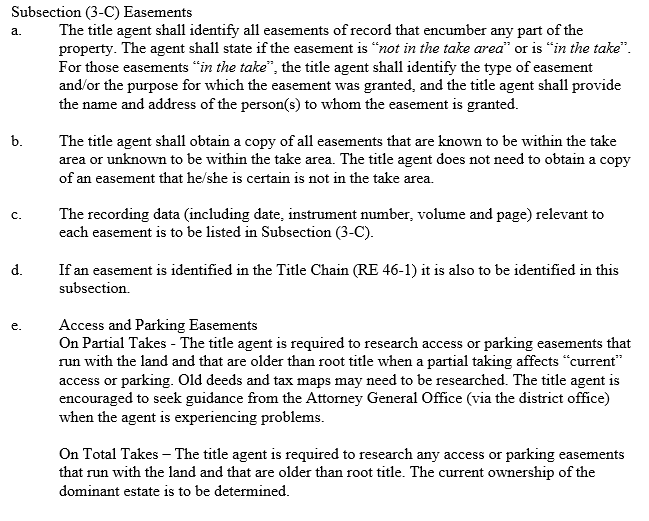 Subsection (3-C) Easements
a. The title agent shall identify all easements of record that encumber any part of the
property. The agent shall state if the easement is “not in the take area” or is “in the take”.
For those easements “in the take”, the title agent shall identify the type of easement
and/or the purpose for which the easement was granted, and the title agent shall provide
the name and address of the person(s) to whom the easement is granted.
b. The title agent shall obtain a copy of all easements that are known to be within the take
area or unknown to be within the take area. The title agent does not need to obtain a copy
of an easement that he/she is certain is not in the take area.
c. The recording data (including date, instrument number, volume and page) relevant to
each easement is to be listed in Subsection (3-C).
d. If an easement is identified in the Title Chain (RE 46-1) it is also to be identified in this
subsection.
e. Access and Parking Easements
On Partial Takes - The title agent is required to research access or parking easements that
run with the land and that are older than root title when a partial taking affects “current”
access or parking. Old deeds and tax maps may need to be researched. The title agent is
encouraged to seek guidance from the Attorney General Office (via the district office)
when the agent is experiencing problems.
On Total Takes – The title agent is required to research any access or parking easements
that run with the land and that are older than root title. The current ownership of the
dominant estate is to be determined.